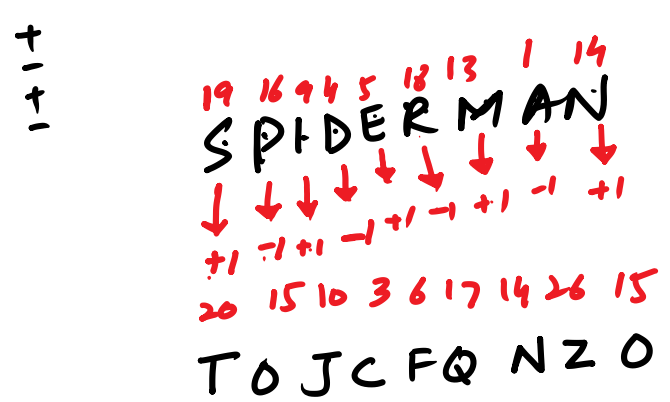 +
-
+
-
19 16 9 4 5 18 13 1 14
SPIDERMAN
+1 -1 +1 -1 +1 -1 +1 -1 +1
20 15 10 3 6 17 14 26 15
TOJCFQNZO